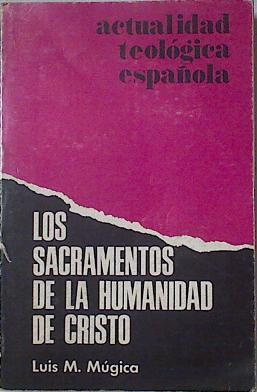 actualidad
teológica
española
LOS
SACRAMENTOS
DE LA HUMANIDAD
DE CRISTO
Luis M. Múgica